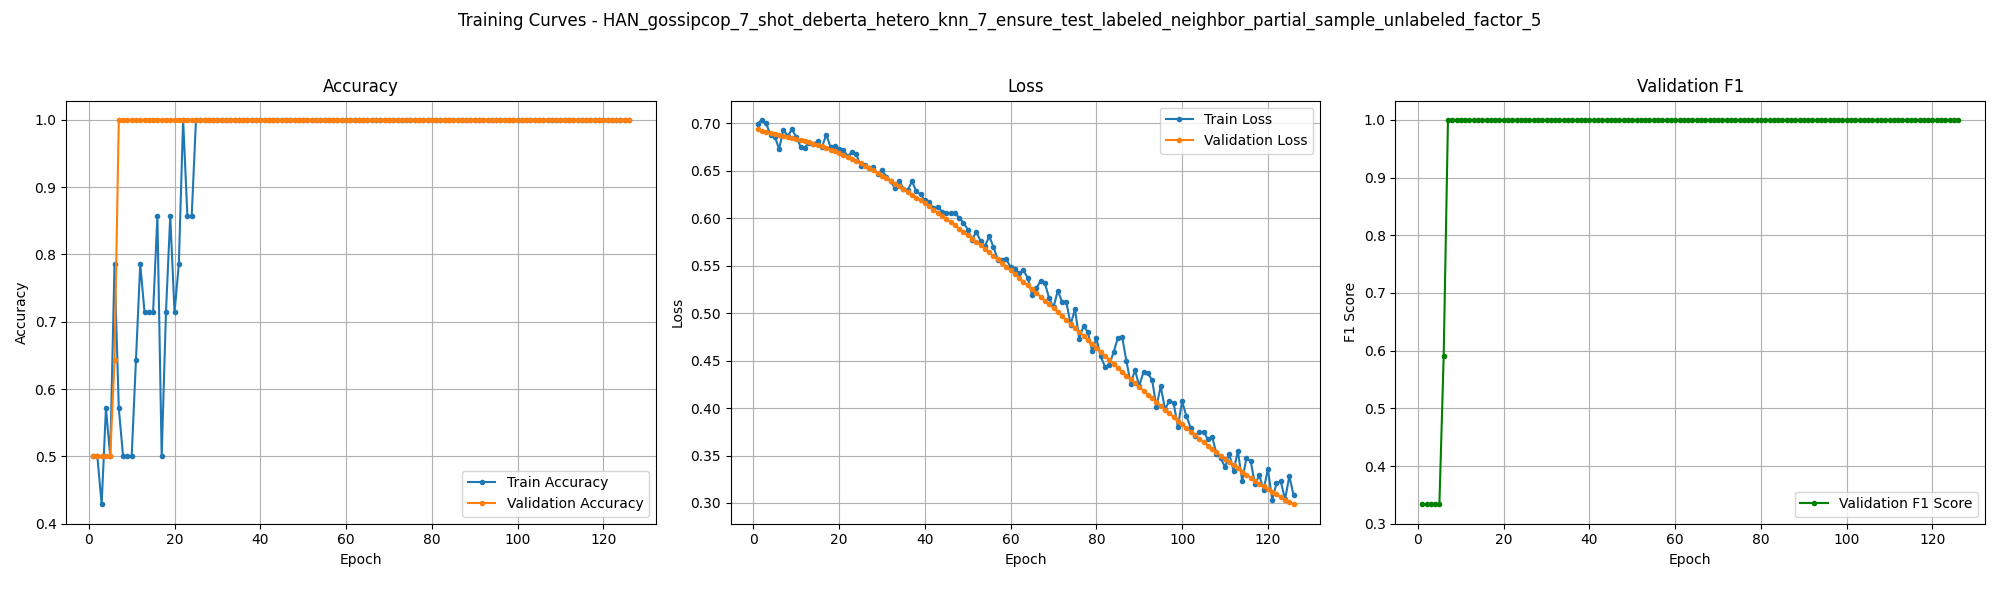 Training Curves - HAN_gossipcop_7_shot_deberta_hetero_knn_7_ensure_test_labeled_neighbor_partial_sample_unlabeled_factor_5
Accuracy
1.0
0.9
0.8
0.7
0.6
0.5
0.4
Accuracy
0 20 40 60 80 100 120
Epoch
Train Accuracy
Validation Accuracy
Loss
0.70
0.65
0.60
0.55
0.50
0.45
0.40
0.35
0.30
Loss
0 20 40 60 80 100 120
Epoch
Train Loss
Validation Loss
Validation F1
1.0
0.9
0.8
0.7
0.6
0.5
0.4
0.3
F1 Score
0 20 40 60 80 100 120
Epoch
Validation F1 Score